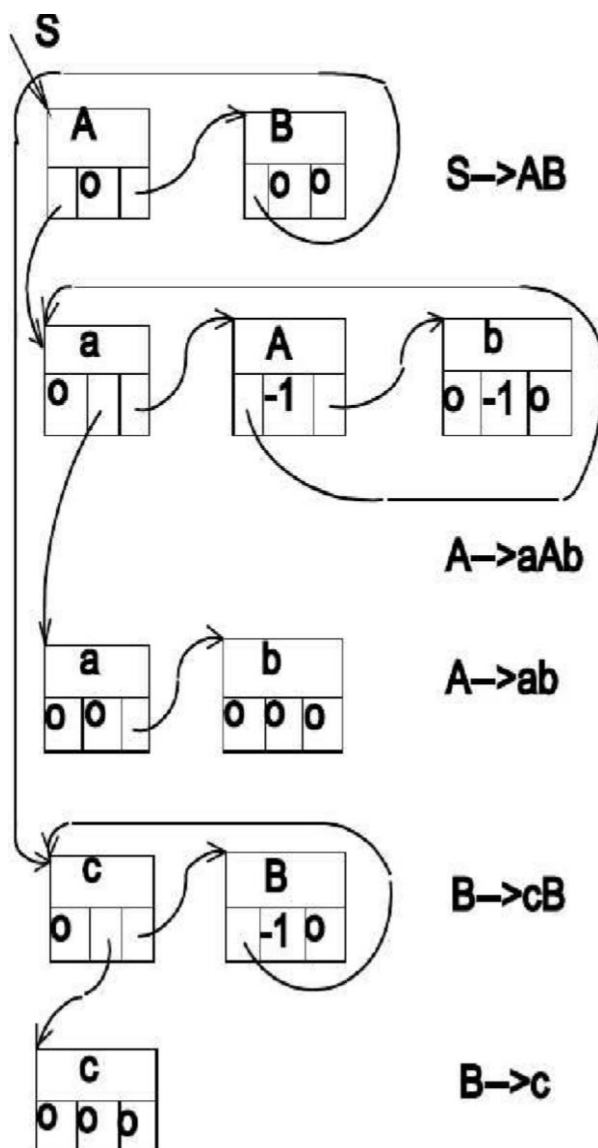 S
A B
o o o
S–>AB
a A b
o -1 o -1 o
A–>aAb
a b
o o o o o
A–>ab
c B
o -1 o
B–>cB
c
o o o
B–>c